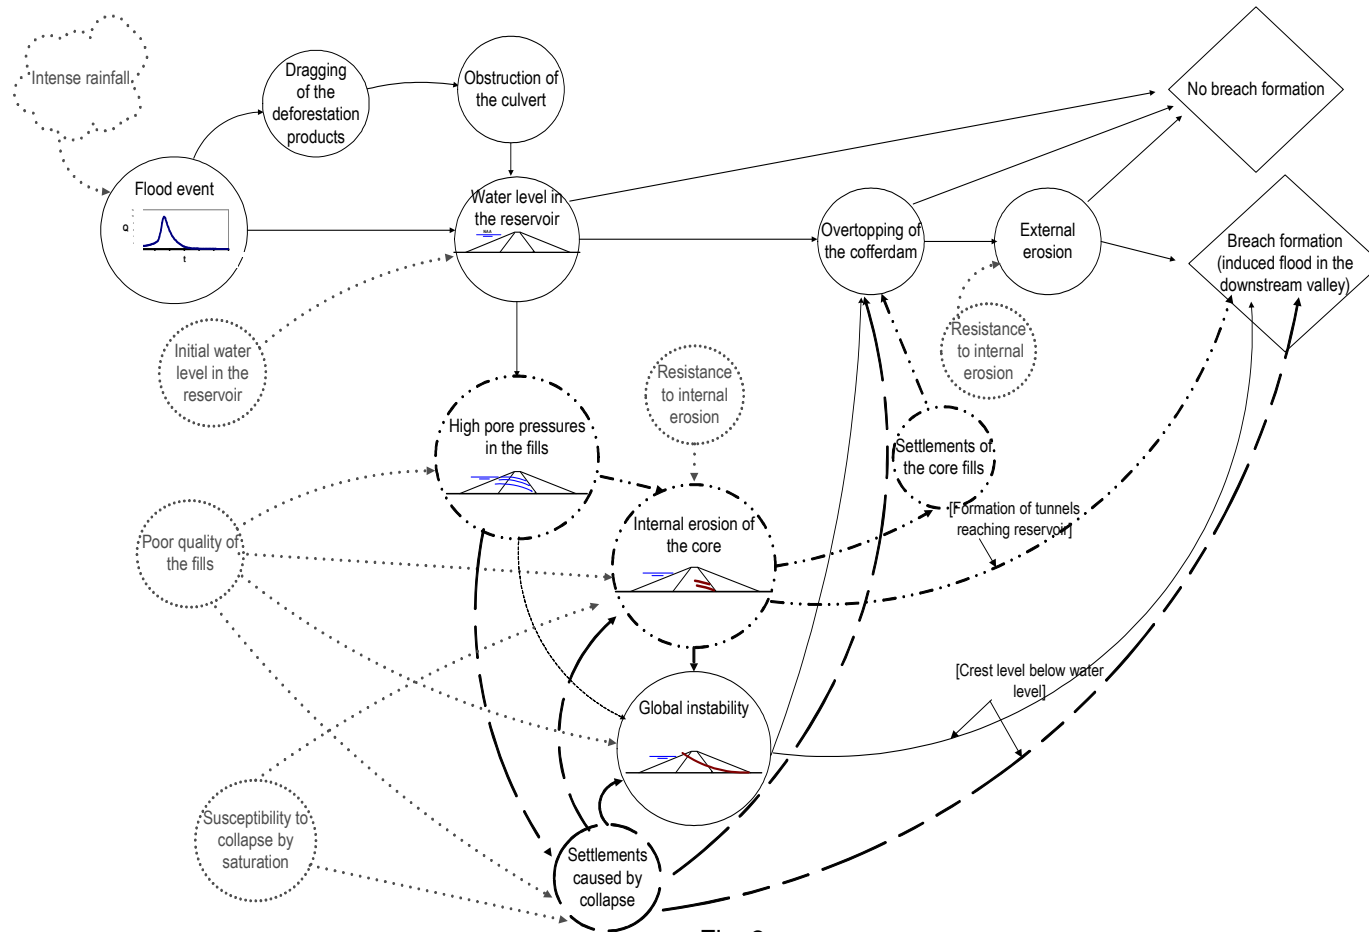 Intense rainfall
Dragging
of the
deforestation
products
Obstruction of
the culvert
No breach formation
Flood event
Q
t
Water level in
the reservoir
Overtopping of
the cofferdam
External
erosion
Breach formation
(induced flood in the
downstream valley)
Initial water
level in the
reservoir
Resistance
to internal
erosion
Resistance
to internal
erosion
High pore pressures
in the fills
Settlements of
the core fills
[Formation of tunnels
reaching reservoir]
Poor quality of
the fills
Internal erosion of
the core
[Crest level below water
level]
Global instability
Susceptibility to
collapse by
saturation
Settlements
caused by
collapse